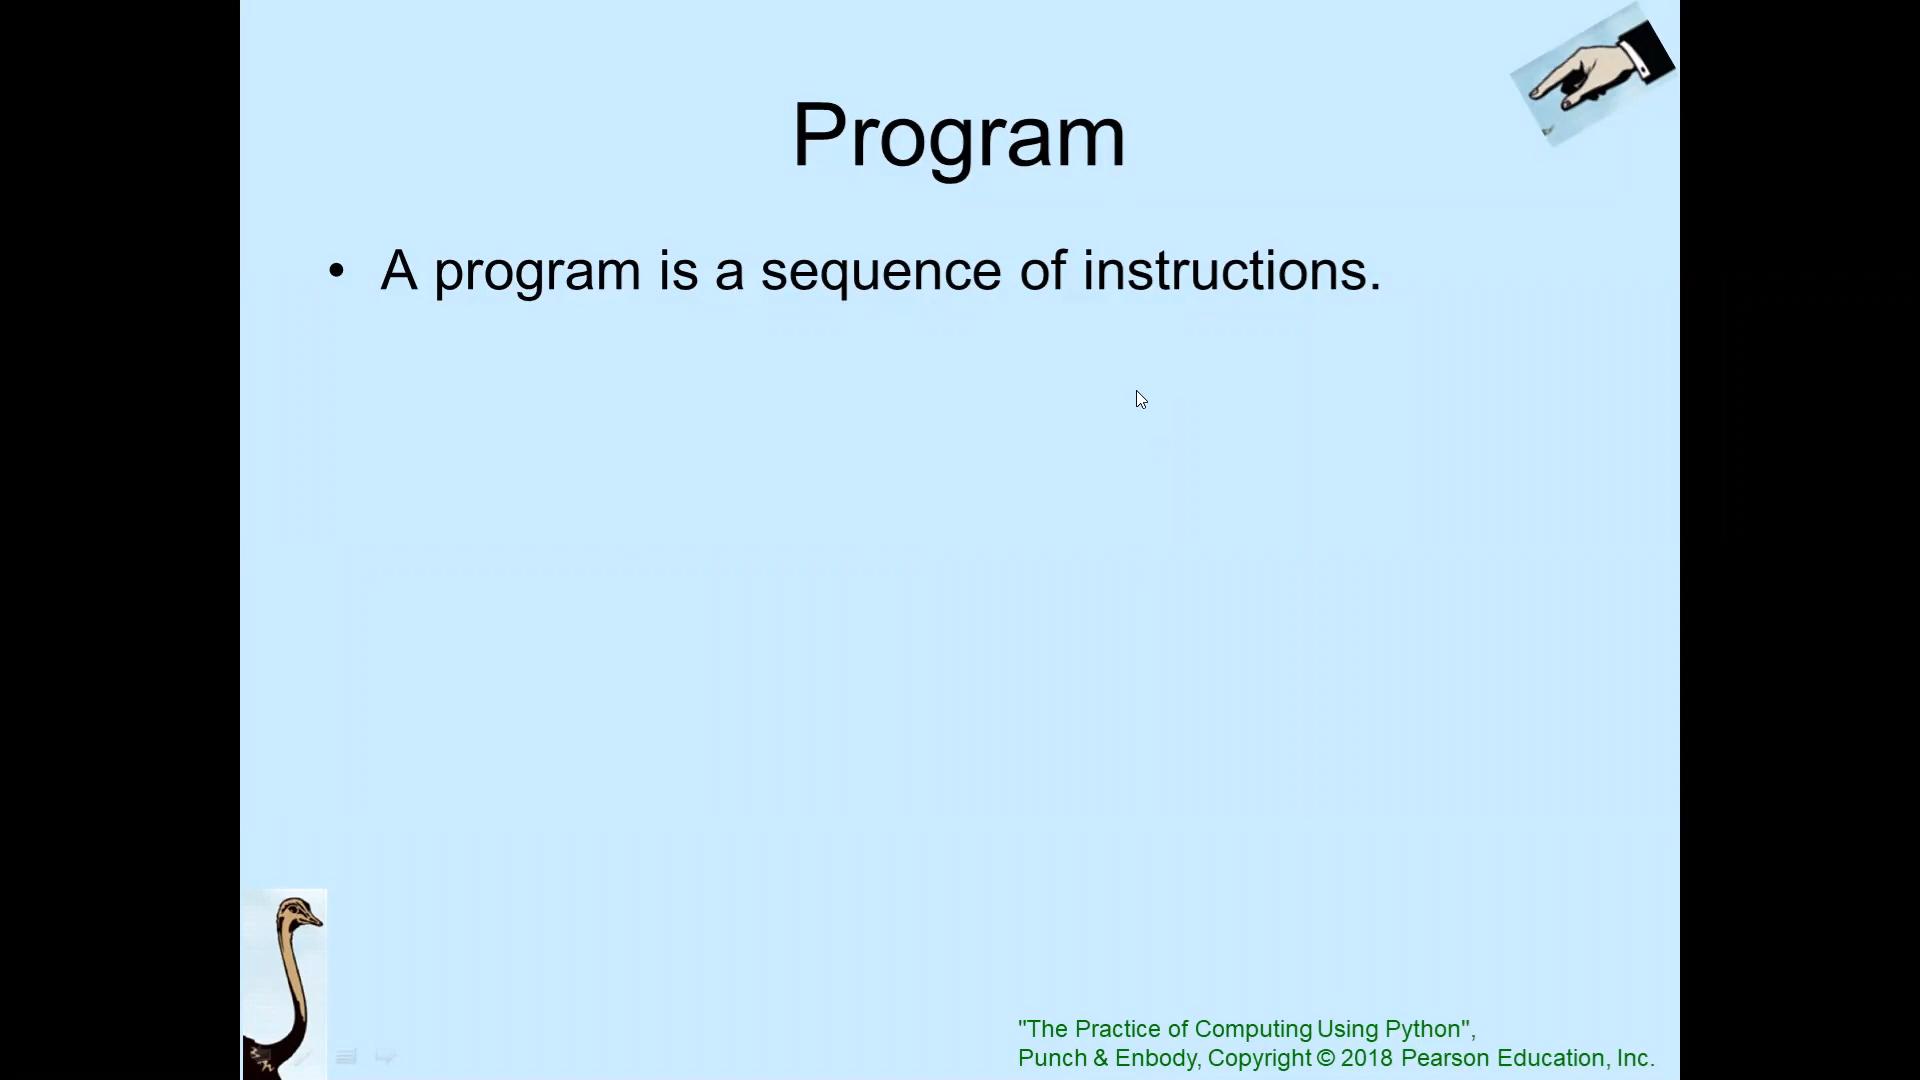 Program
• A program is a sequence of instructions.
"The Practice of Computing Using Python",
Punch & Enbody, Copyright © 2018 Pearson Education, Inc.